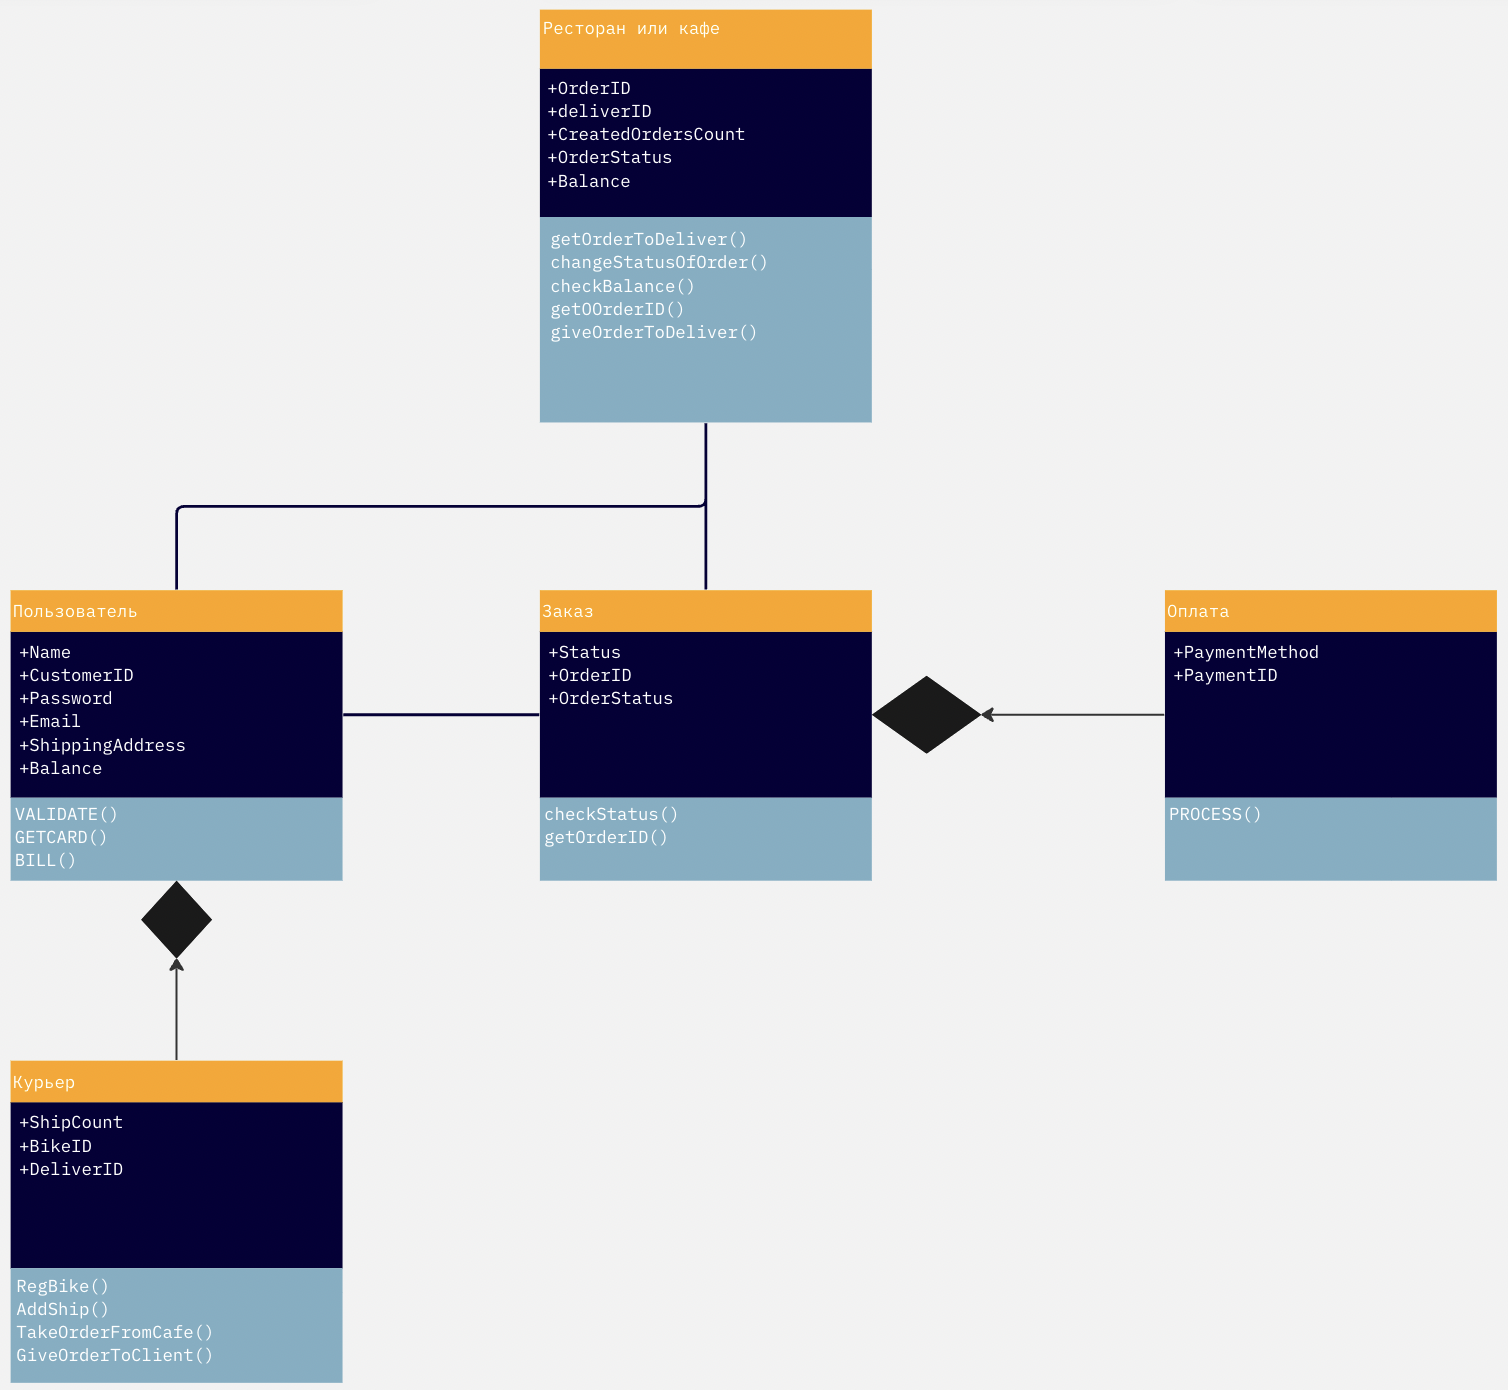 Ресторан или кафе
+OrderID
+deliverID
+CreatedOrdersCount
+OrderStatus
+Balance
getOrderToDeliver()
changeStatusOfOrder()
checkBalance()
getOOrderID()
giveOrderToDeliver()
Пользователь
+Name
+CustomerID
+Password
+Email
+ShippingAddress
+Balance
VALIDATE()
GETCARD()
BILL()
Заказ
+Status
+OrderID
+OrderStatus
checkStatus()
getOrderID()
Оплата
+PaymentMethod
+PaymentID
PROCESS()
Курьер
+ShipCount
+BikeID
+DeliverID
RegBike()
AddShip()
TakeOrderFromCafe()
GiveOrderToClient()